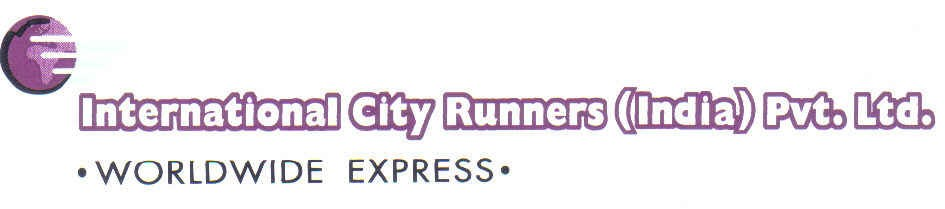 International City Runners (India) Pvt. Ltd.
• WORLDWIDE EXPRESS •